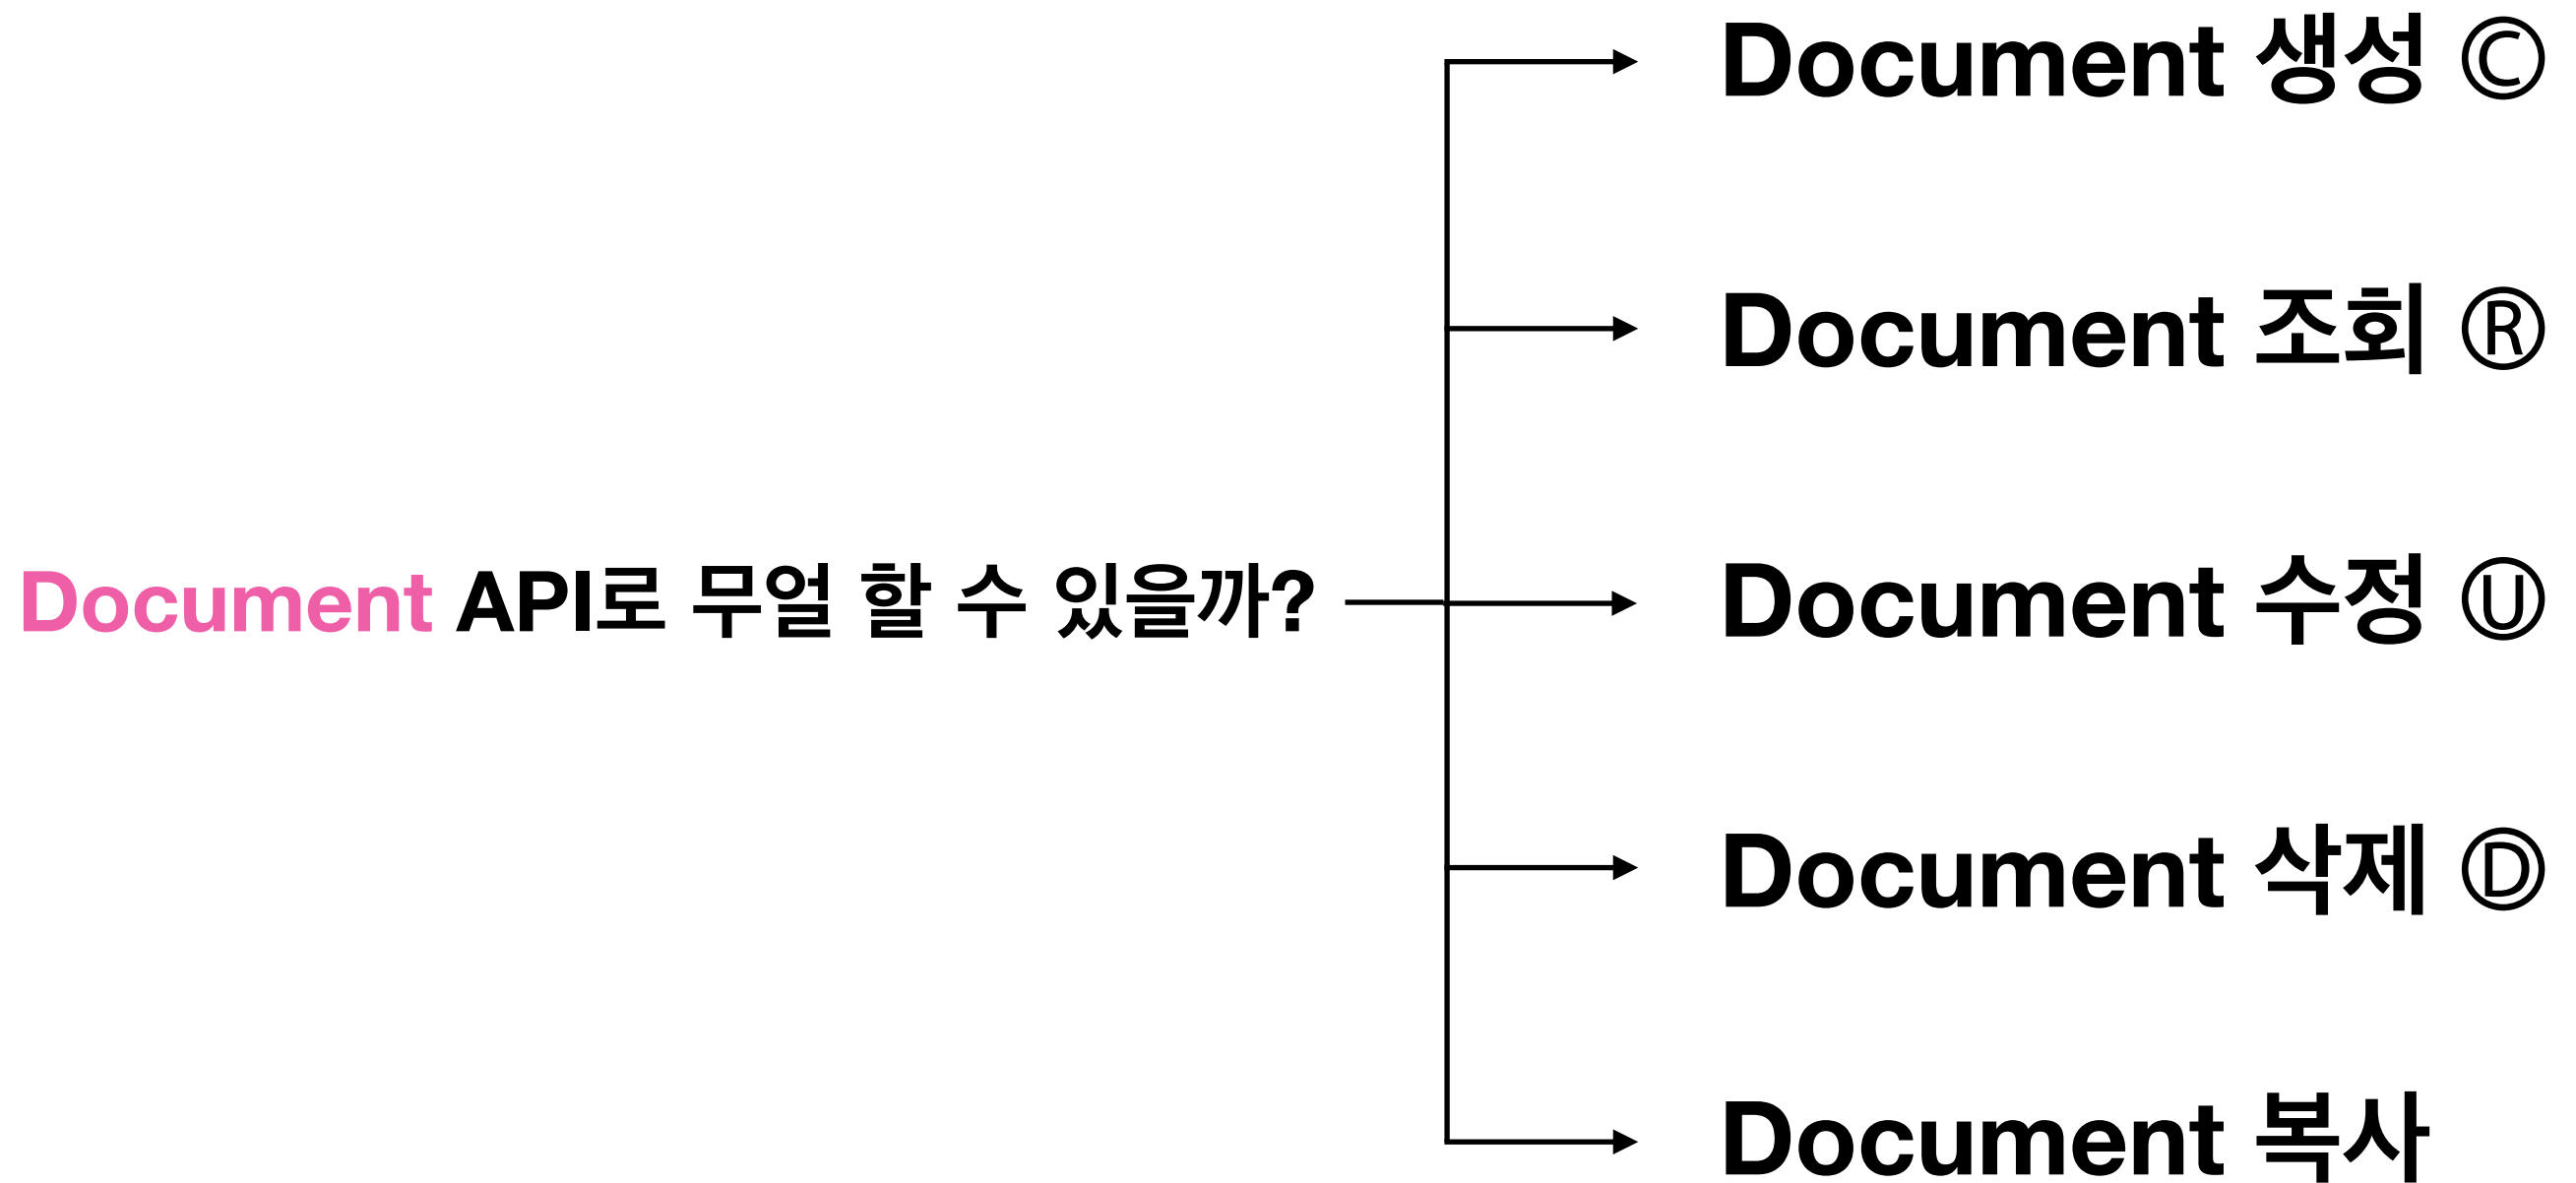 Document API로 무얼 할 수 있을까?
Document 생성 Ⓒ
Document 조회 Ⓡ
Document 수정 Ⓤ
Document 삭제 Ⓓ
Document 복사